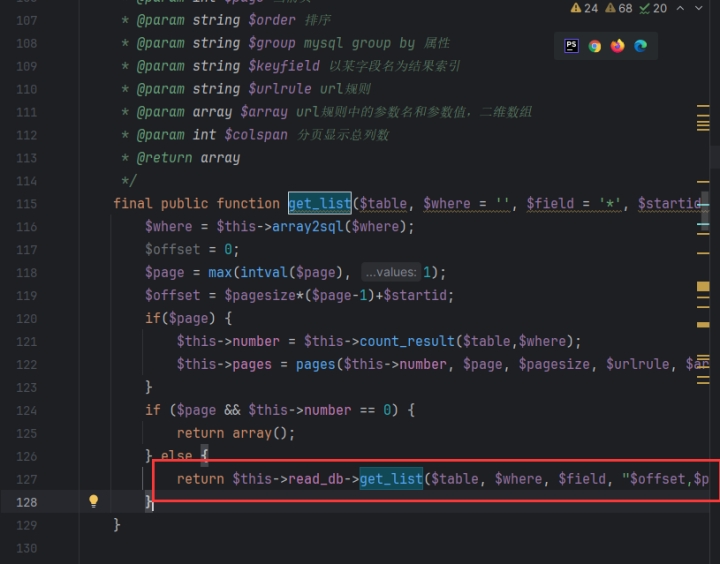 24 68 20
107 * @param string $order 排序
108 * @param string $group mysql group by 属性
109 * @param string $keyfield 以某字段名为结果索引
110 * @param string $urlrule url规则
111 * @param array $array url规则中的参数名和参数值，二维数组
112 * @param int $colspan 分页显示总列数
113 * @return array
114 */
115 final public function get_list($table, $where = '', $field = '*', $startid
116 $where = $this->array2sql($where);
117 $offset = 0;
118 $page = max(intval($page), ...values: 1);
119 $offset = $pagesize*($page-1)+$startid;
120 if($page) {
121 $this->number = $this->count_result($table,$where);
122 $this->pages = pages($this->number, $page, $pagesize, $urlrule, $ar
123 }
124 if ($page && $this->number == 0) {
125 return array();
126 } else {
127 return $this->read_db->get_list($table, $where, $field, "$offset,$p
128 }
129 }
130